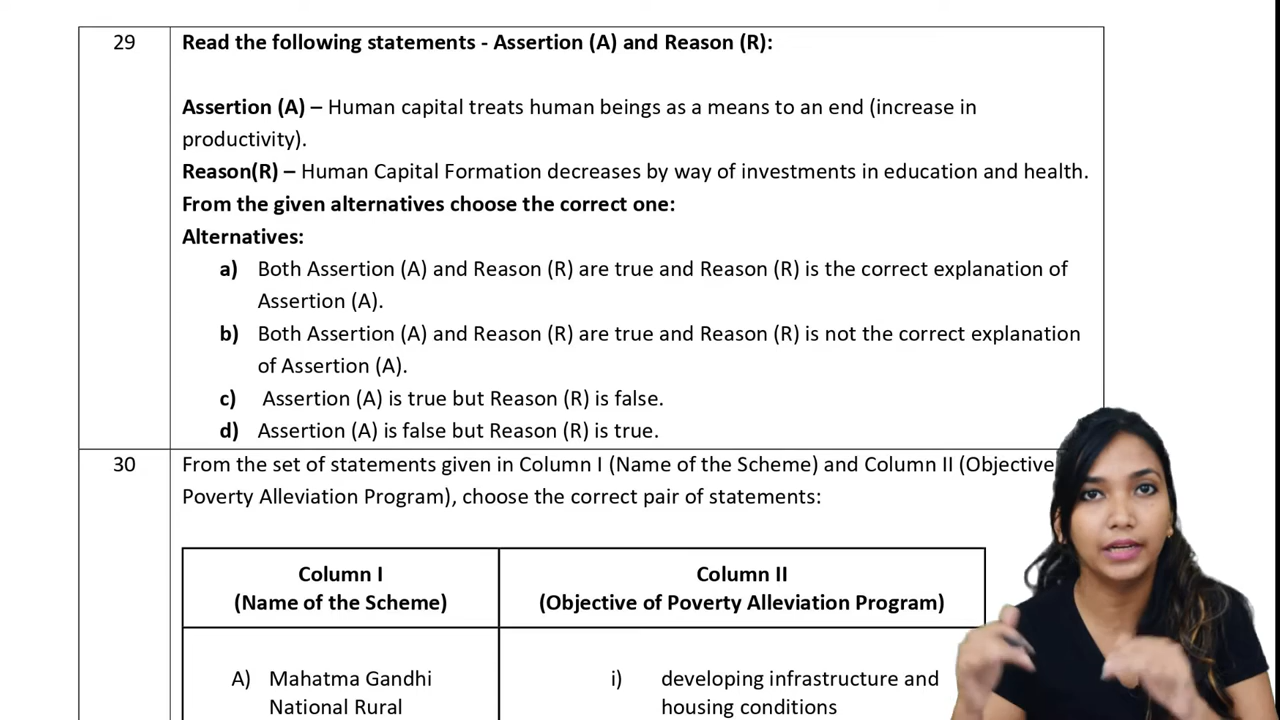 29
Read the following statements - Assertion (A) and Reason (R):
Assertion (A) – Human capital treats human beings as a means to an end (increase in
productivity).
Reason(R) – Human Capital Formation decreases by way of investments in education and health.
From the given alternatives choose the correct one:
Alternatives:
a) Both Assertion (A) and Reason (R) are true and Reason (R) is the correct explanation of
Assertion (A).
b) Both Assertion (A) and Reason (R) are true and Reason (R) is not the correct explanation
of Assertion (A).
c) Assertion (A) is true but Reason (R) is false.
d) Assertion (A) is false but Reason (R) is true.
30
From the set of statements given in Column I (Name of the Scheme) and Column II (Objective
Poverty Alleviation Program), choose the correct pair of statements:
Column I
(Name of the Scheme)
Column II
(Objective of Poverty Alleviation Program)
A) Mahatma Gandhi
National Rural
i) developing infrastructure and
housing conditions